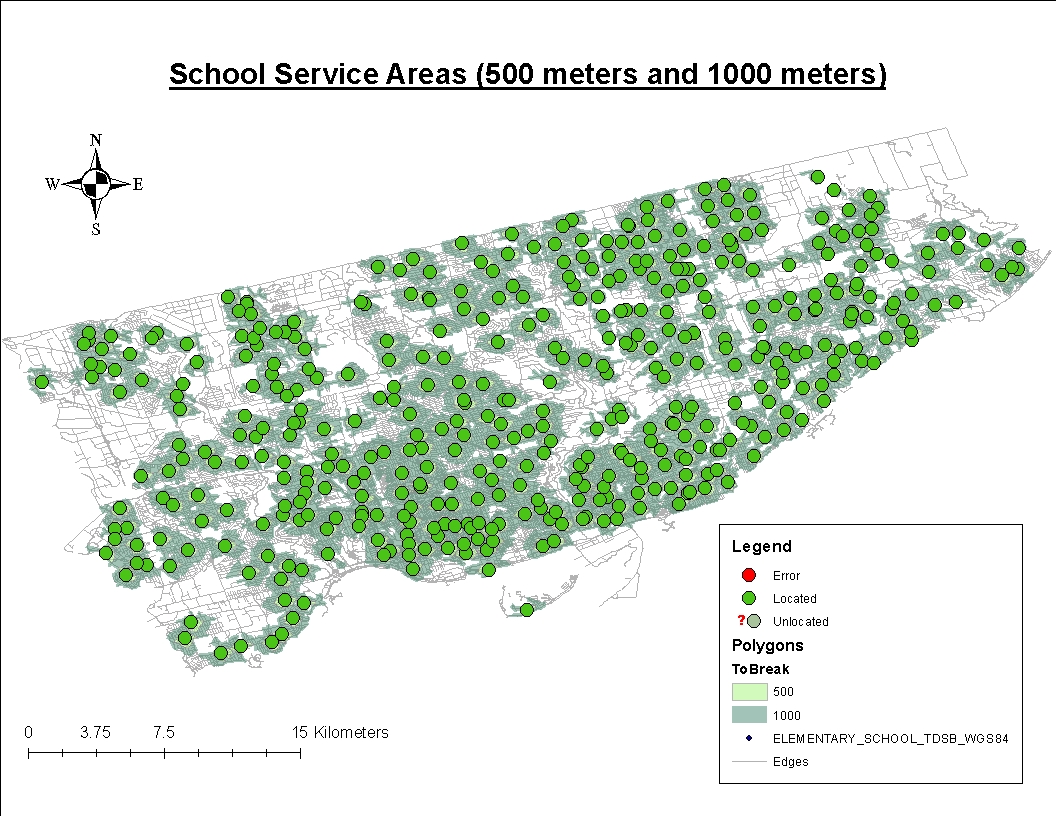 School Service Areas (500 meters and 1000 meters)
N
W E
S
Legend
Error
Located
? Unlocated
Polygons
ToBreak
500
1000
ELEMENTARY_SCHOOL_TDSB_WGS84
Edges
0 3.75 7.5 15 Kilometers